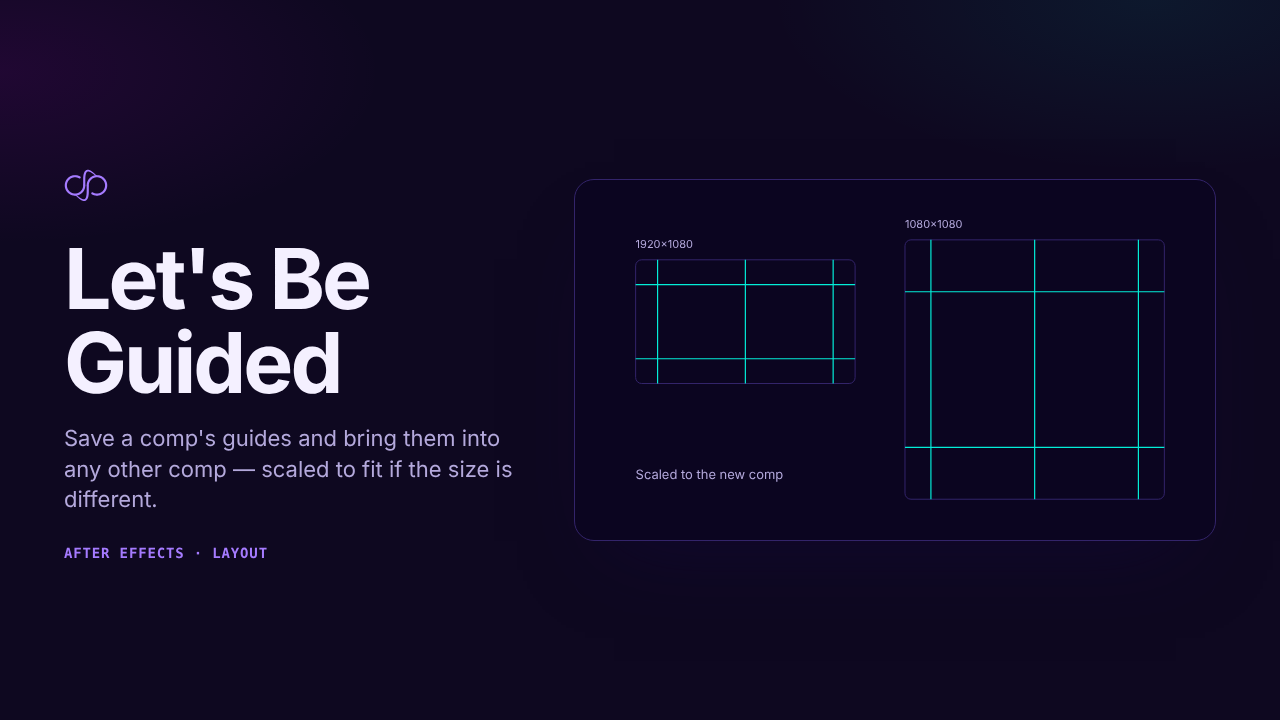 Let's Be
Guided
Save a comp's guides and bring them into
any other comp — scaled to fit if the size is
different.
AFTER EFFECTS · LAYOUT
1920×1080
1080×1080
Scaled to the new comp